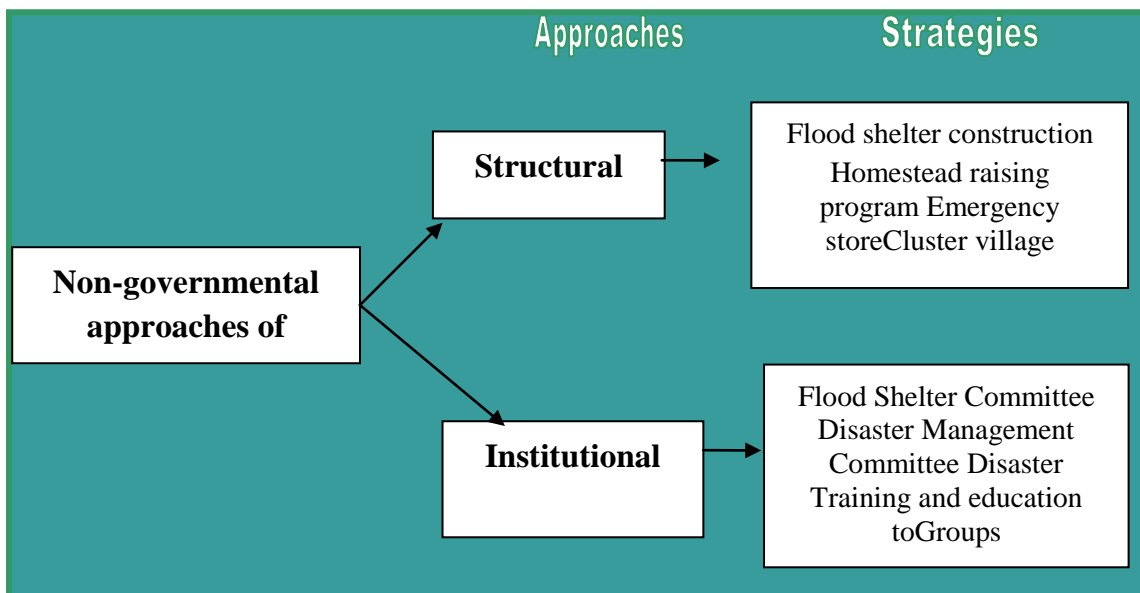 Approaches
Strategies
Structural
Flood shelter construction
Homestead raising
program Emergency
storeCluster village
Non-governmental
approaches of
Institutional
Flood Shelter Committee
Disaster Management
Committee Disaster
Training and education
toGroups